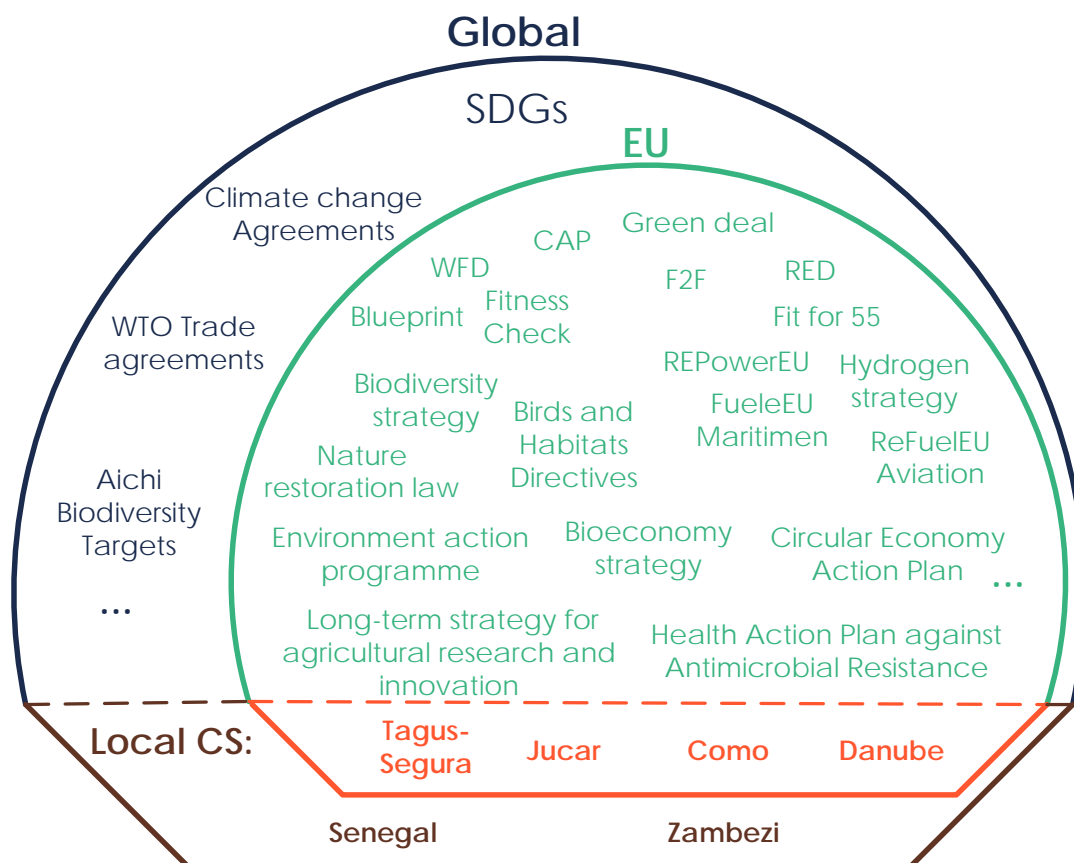 Global
SDGs
EU
Climate change
Agreements
Green deal
CAP
WFD
F2F
RED
Blueprint
Fitness
Check
Fit for 55
WTO Trade
agreements
REPowerEU
Hydrogen
strategy
Biodiversity
strategy
Birds and
Habitats
Directives
FueleEU
Maritimen
ReFuelEU
Aviation
Nature
restoration law
Aichi
Biodiversity
Targets
...
Environment action
programme
Bioeconomy
strategy
Circular Economy
Action Plan
...
Long-term strategy for
agricultural research and
innovation
Health Action Plan against
Antimicrobial Resistance
Local CS:
Tagus-
Segura
Jucar
Como
Danube
Senegal
Zambezi